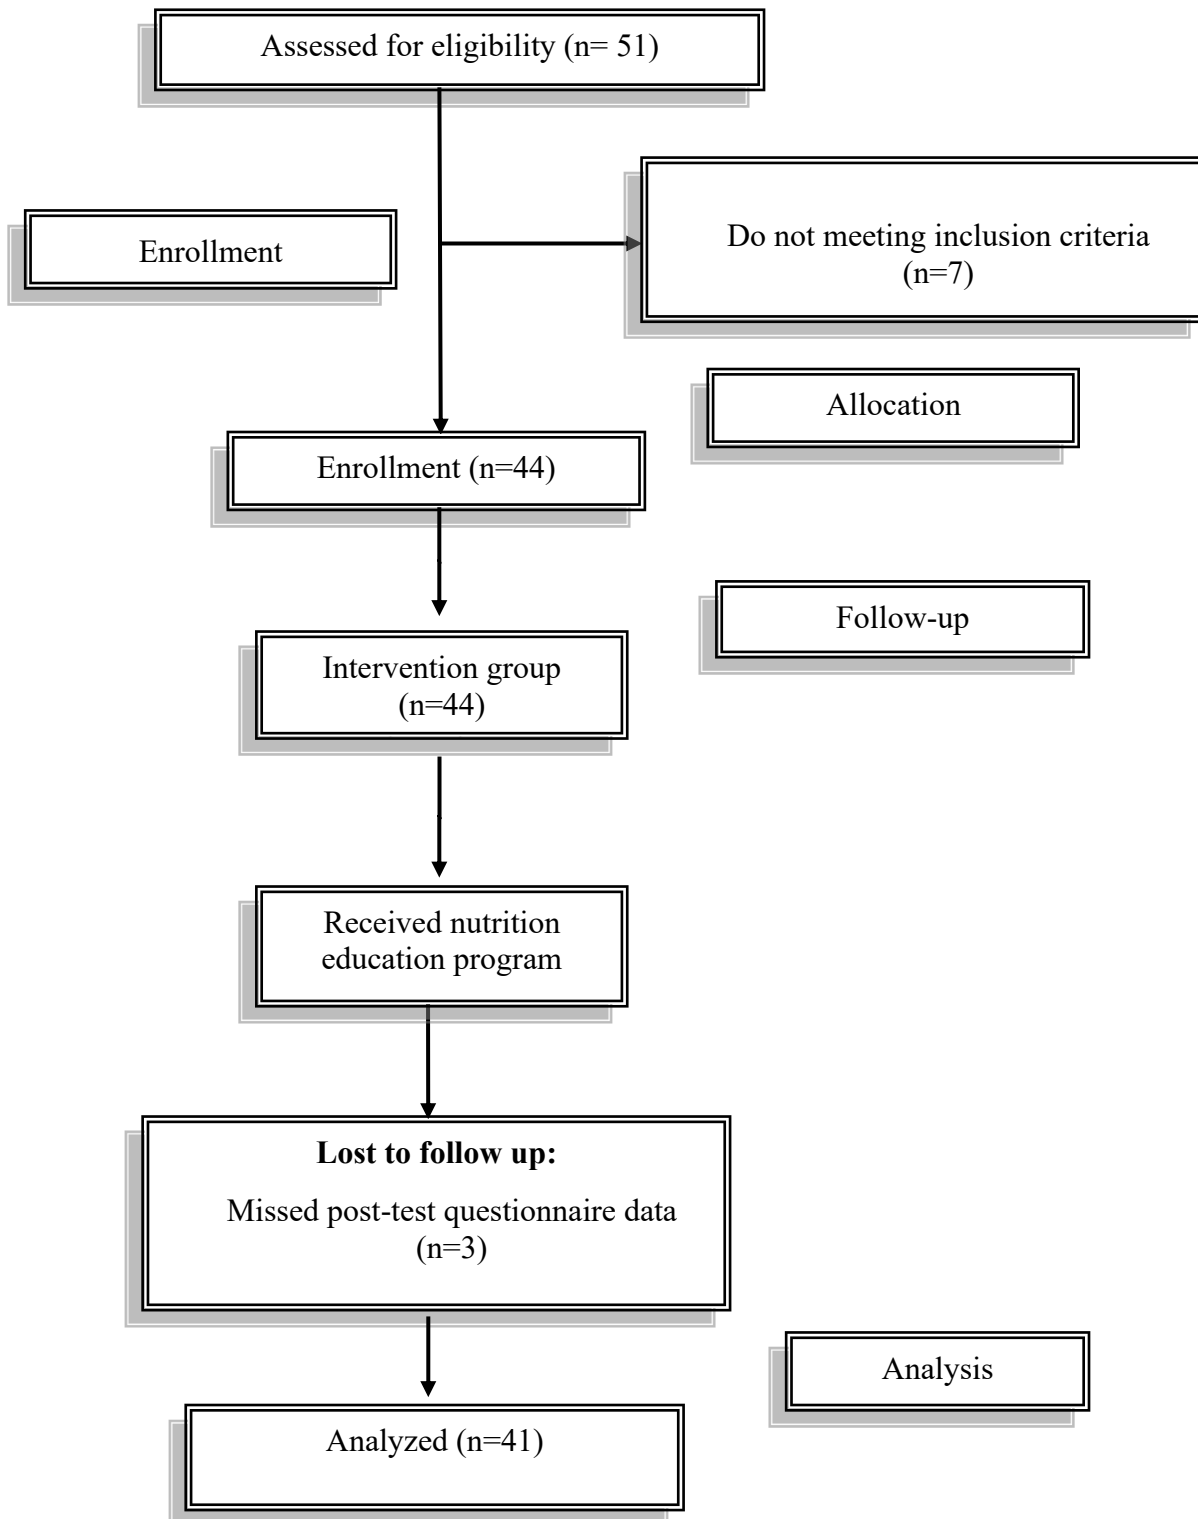 Assessed for eligibility (n= 51)
Enrollment
Do not meeting inclusion criteria
(n=7)
Allocation
Enrollment (n=44)
Follow-up
Intervention group
(n=44)
Received nutrition
education program
Lost to follow up:
Missed post-test questionnaire data
(n=3)
Analysis
Analyzed (n=41)